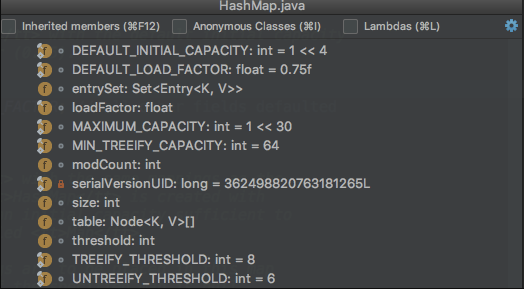 HashMap.java
Inherited members (⌘F12) Anonymous Classes (⌘I) Lambdas (⌘L)
DEFAULT_INITIAL_CAPACITY: int = 1 << 4
DEFAULT_LOAD_FACTOR: float = 0.75f
entrySet: Set<Entry<K, V>>
loadFactor: float
MAXIMUM_CAPACITY: int = 1 << 30
MIN_TREEIFY_CAPACITY: int = 64
modCount: int
serialVersionUID: long = 362498820763181265L
size: int
table: Node<K, V>[]
threshold: int
TREEIFY_THRESHOLD: int = 8
UNTREEIFY_THRESHOLD: int = 6